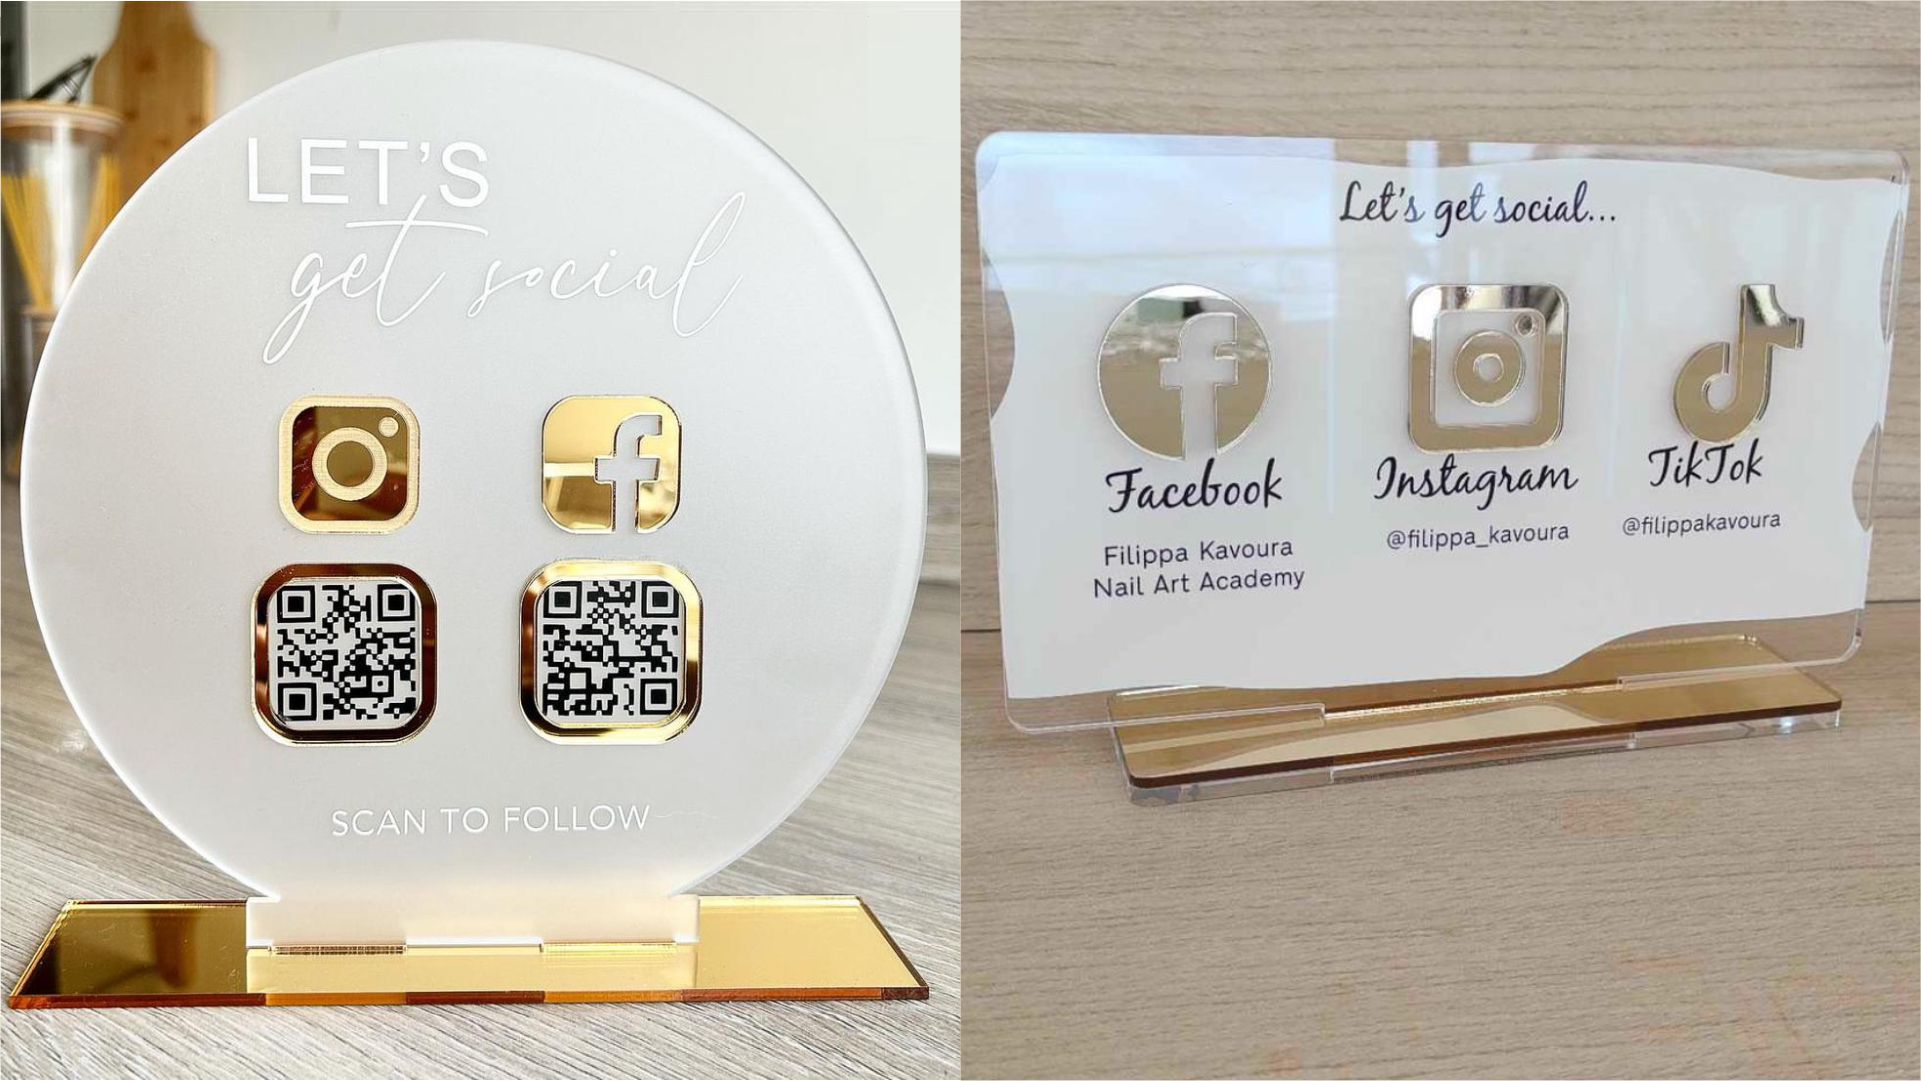 LET'S
get social
SCAN TO FOLLOW
Let's get social...
Facebook
Filippa Kavoura
Nail Art Academy
Instagram
@filippa_kavoura
TikTok
@filippakavoura